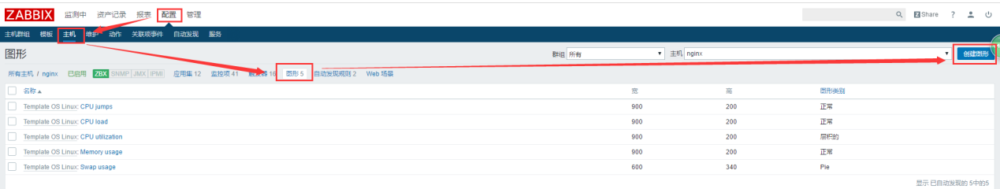 ZABBIX 监测中 资产记录 报表 配置 管理 Share ?
主机群组 模板 主机 维护 动作 关联项事件 自动发现 服务
图形 群组 所有 主机 nginx 创建图形
所有主机 / nginx 已启用 ZBX SNMP JMX IPMI 应用集 12 监控项 41 触发器 16 图形 5 自动发现规则 2 Web 场景
名称 宽 高 图形类别
Template OS Linux: CPU jumps 900 200 正常
Template OS Linux: CPU load 900 200 正常
Template OS Linux: CPU utilization 900 200 层积的
Template OS Linux: Memory usage 900 200 正常
Template OS Linux: Swap usage 600 340 Pie
显示 已自动发现的 5中的5